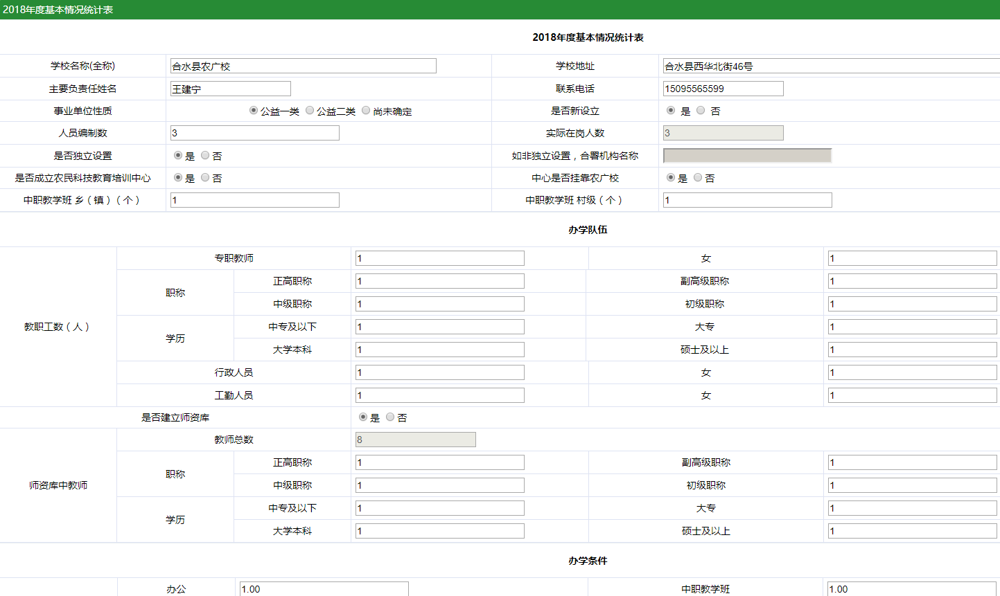 2018年度基本情况统计表
2018年度基本情况统计表
学校名称(全称) 合水县农广校 学校地址 合水县西华北街46号
主要负责任姓名 王建宁 联系电话 15095565599
事业单位性质 公益一类 公益二类 尚未确定 是否新设立 是 否
人员编制数 3 实际在岗人数 3
是否独立设置 是 否 如非独立设置，合署机构名称
是否成立农民科技教育培训中心 是 否 中心是否挂靠农广校 是 否
中职教学班 乡（镇）（个） 1 中职教学班 村级（个） 1
办学队伍
专职教师 1 女 1
职称 正高职称 1 副高级职称 1
中级职称 1 初级职称 1
教职工数（人） 学历 中专及以下 1 大专 1
大学本科 1 硕士及以上 1
行政人员 1 女 1
工勤人员 1 女 1
是否建立师资库 是 否
教师总数 8
职称 正高职称 1 副高级职称 1
师资库中教师 中级职称 1 初级职称 1
学历 中专及以下 1 大专 1
大学本科 1 硕士及以上 1
办学条件
办公 1.00 中职教学班 1.00